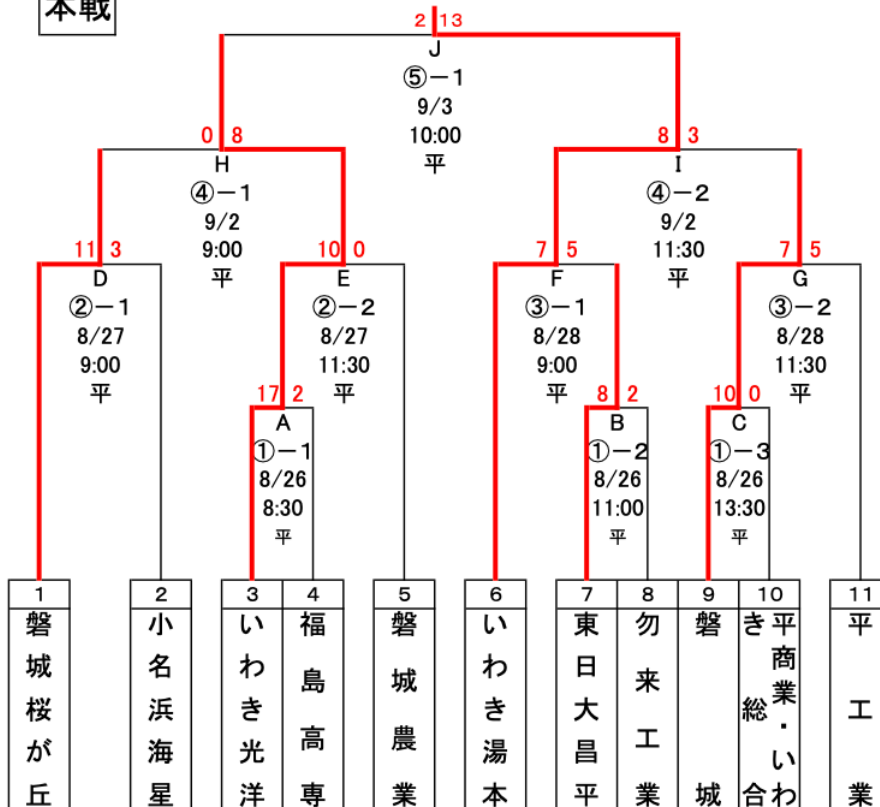 本戦
2 13
J
⑤－1
9/3
10:00
平
0 8
H
④－1
9/2
9:00
平
8 3
I
④－2
9/2
11:30
平
11 3
D
②－1
8/27
9:00
平
10 0
E
②－2
8/27
11:30
平
7 5
F
③－1
8/28
9:00
平
7 5
G
③－2
8/28
11:30
平
17 2
A
①－1
8/26
8:30
平
8 2
B
①－2
8/26
11:00
平
10 0
C
①－3
8/26
13:30
平
1
磐城桜が丘
2
小名浜海星
3
いわき光洋
4
福島高専
5
磐城農業
6
いわき湯本
7
東日大昌平
8
勿来工業
9
磐城
10
平商業・いわ
き総合
11
平工業